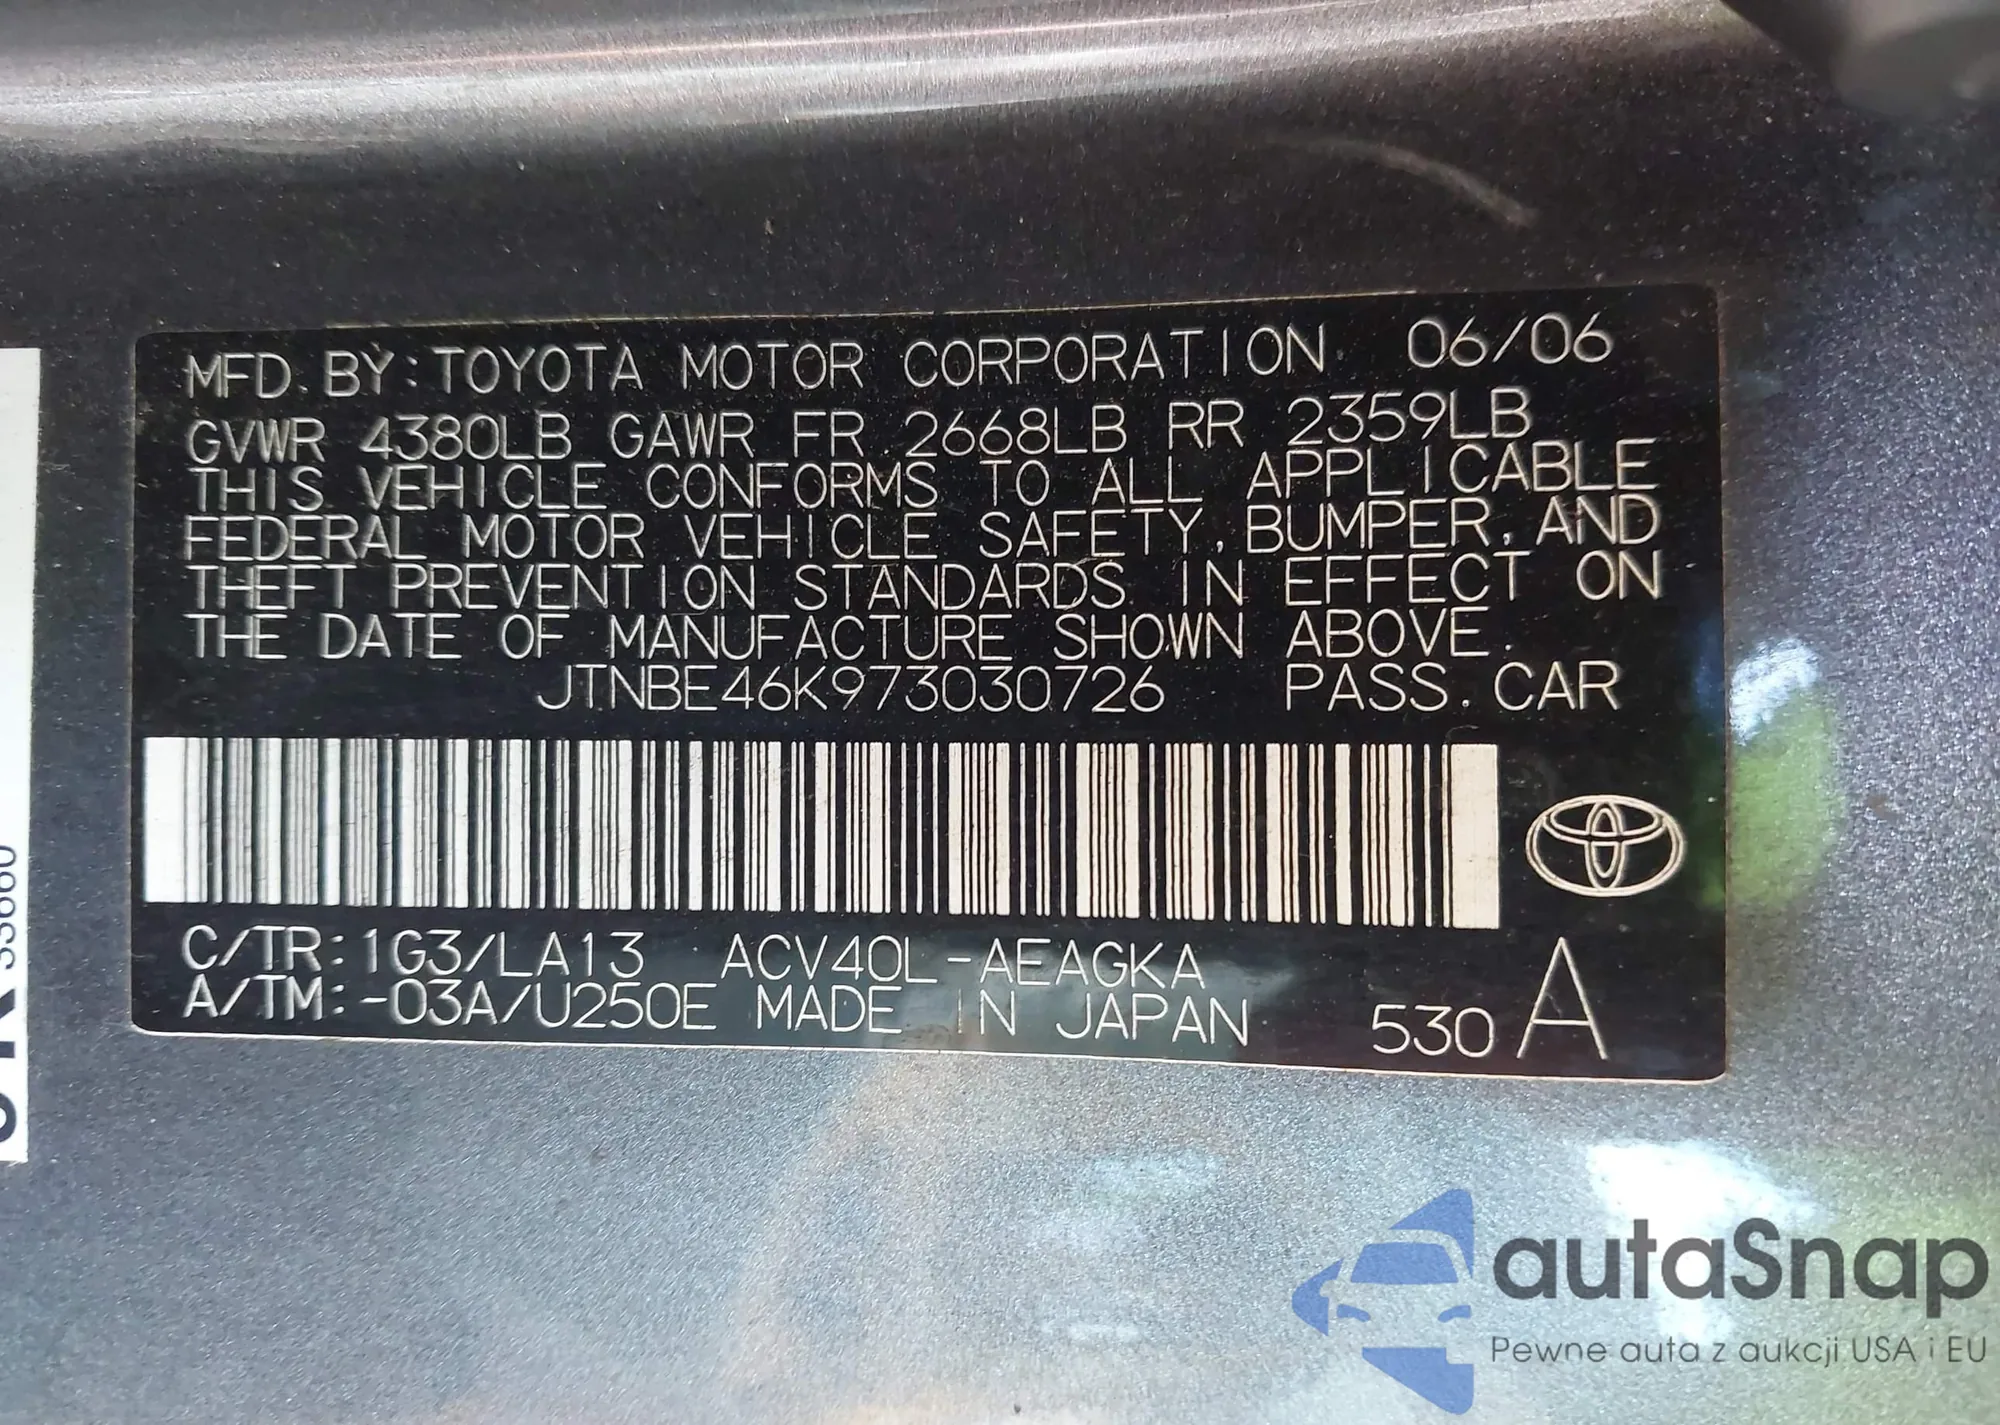 MFD. BY: TOYOTA MOTOR CORPORATION 06/06
GVWR 4380LB GAWR FR 2668LB RR 2359LB
THIS VEHICLE CONFORMS TO ALL APPLICABLE
FEDERAL MOTOR VEHICLE SAFETY, BUMPER, AND
THEFT PREVENTION STANDARDS IN EFFECT ON
THE DATE OF MANUFACTURE SHOWN ABOVE.
JTNBE46K973030726 PASS. CAR
C/TR: 1G3/LA13 ACV40L-AEAGKA
A/TM: -03A/U250E MADE IN JAPAN 530 A
autaSnap
Pewne auta z aukcji USA i EU